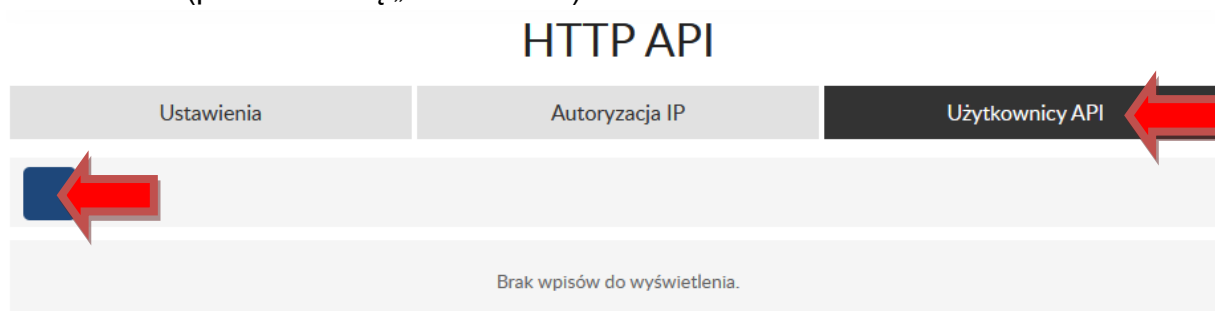 HTTP API
Ustawienia Autoryzacja IP Użytkownicy API
Brak wpisów do wyświetlenia.